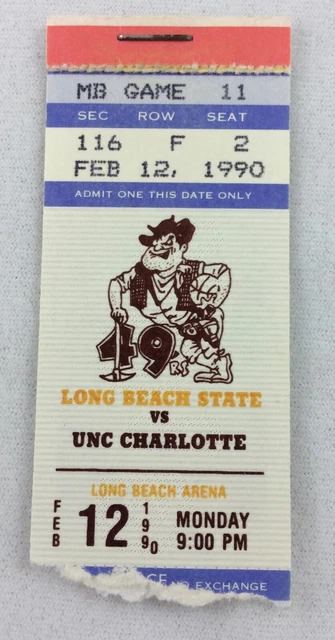 MB GAME 11
SEC ROW SEAT
116 F 2
FEB 12, 1990
ADMIT ONE THIS DATE ONLY
49RS
LONG BEACH STATE
VS
UNC CHARLOTTE
LONG BEACH ARENA
FEB 12 1990 MONDAY
9:00 PM
NO EXCHANGE